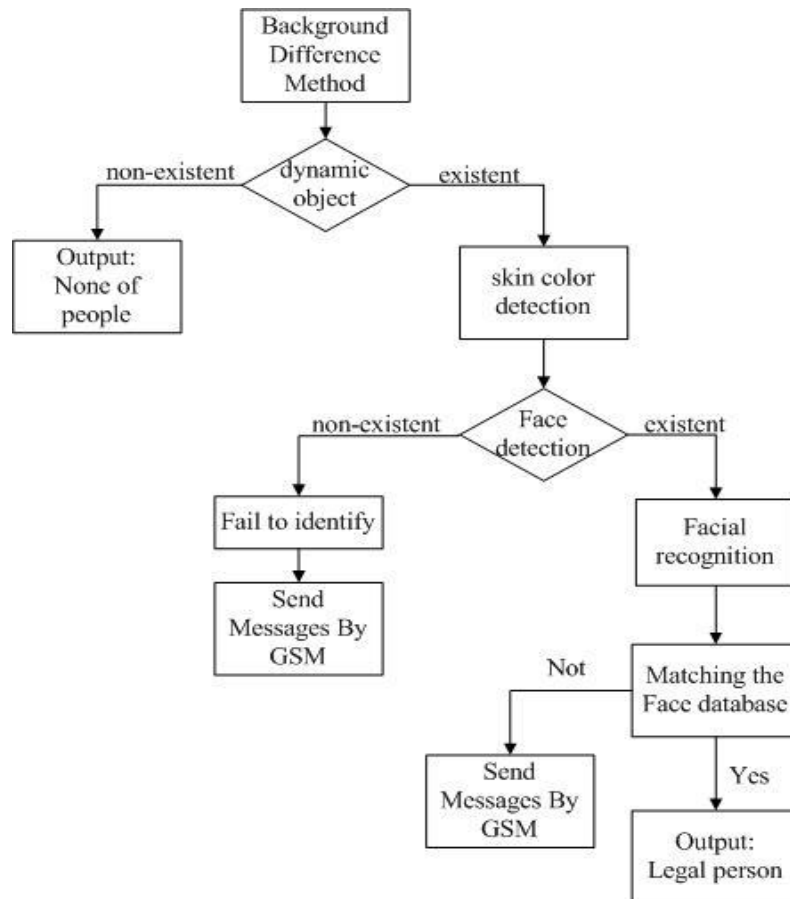 Background
Difference
Method
non-existent
dynamic
object
existent
Output:
None of
people
skin color
detection
non-existent
Face
detection
existent
Fail to identify
Facial
recognition
Send
Messages By
GSM
Not
Matching the
Face database
Send
Messages By
GSM
Yes
Output:
Legal person